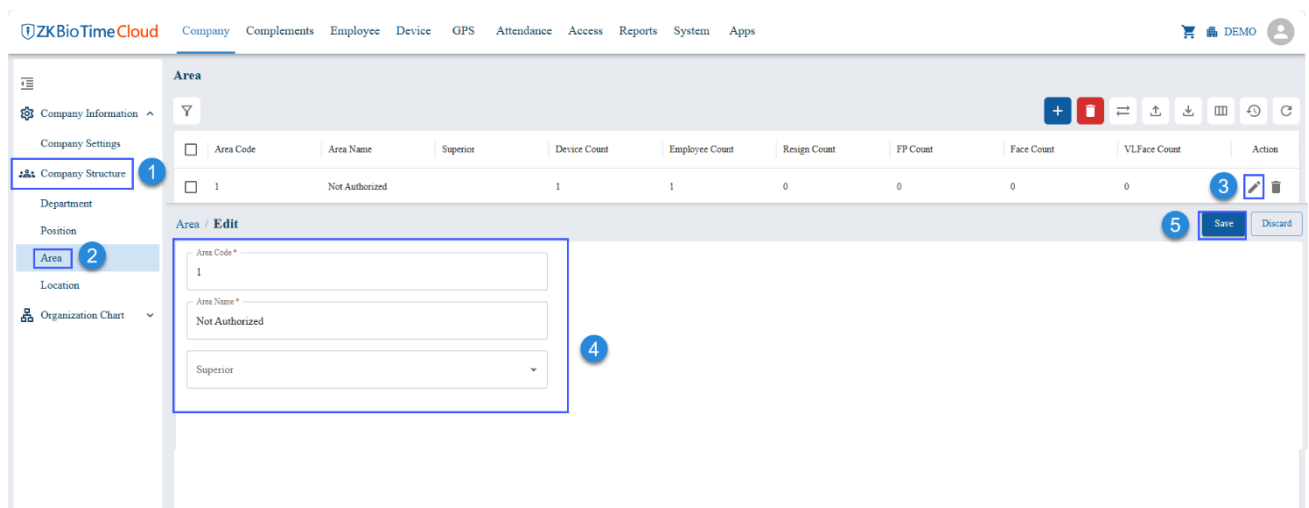 ZKBioTime Cloud Company Complements Employee Device GPS Attendance Access Reports System Apps DEMO
Area
Company Information
Company Settings
Area Code Area Name Superior Device Count Employee Count Resign Count FP Count Face Count VLFace Count Action
Company Structure 1
1 Not Authorized 1 1 0 0 0 0 3
Department
Area / Edit 5 Save Discard
Position
Area 2
Area Code *
1
Location
Area Name *
Organization Chart
Not Authorized
4
Superior